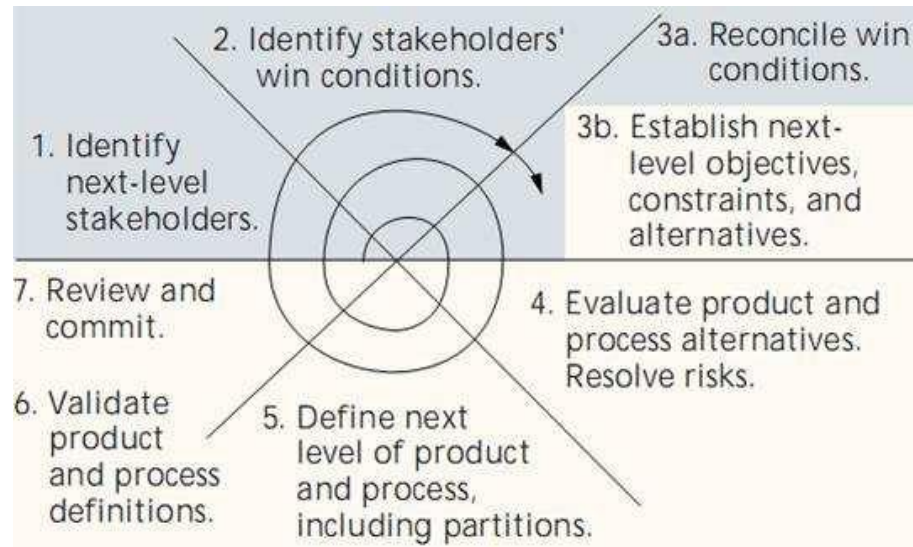 1. Identify
next-level
stakeholders.
2. Identify stakeholders'
win conditions.
3a. Reconcile win
conditions.
3b. Establish next-
level objectives,
constraints, and
alternatives.
4. Evaluate product and
process alternatives.
Resolve risks.
5. Define next
level of product
and process,
including partitions.
6. Validate
product
and process
definitions.
7. Review and
commit.